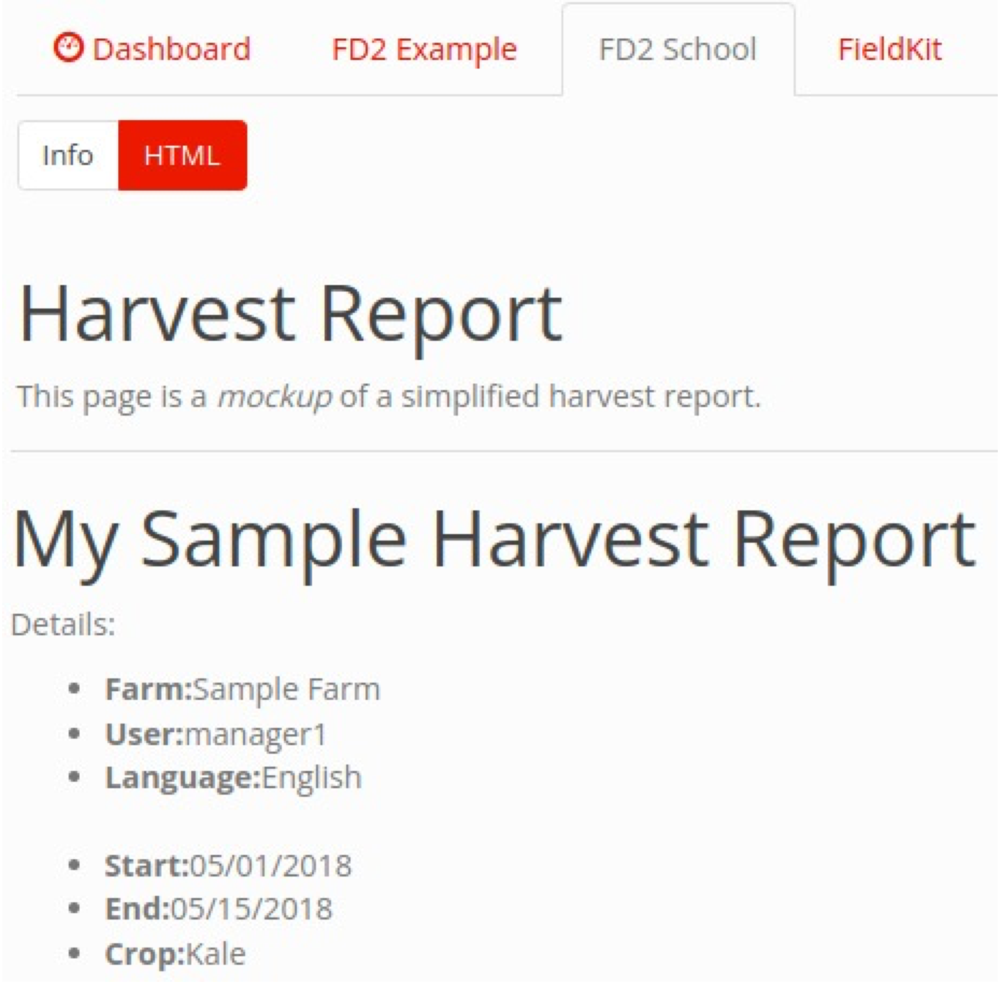 Dashboard FD2 Example FD2 School FieldKit
Info HTML
Harvest Report
This page is a mockup of a simplified harvest report.
My Sample Harvest Report
Details:
Farm:Sample Farm
User:manager1
Language:English
Start:05/01/2018
End:05/15/2018
Crop:Kale